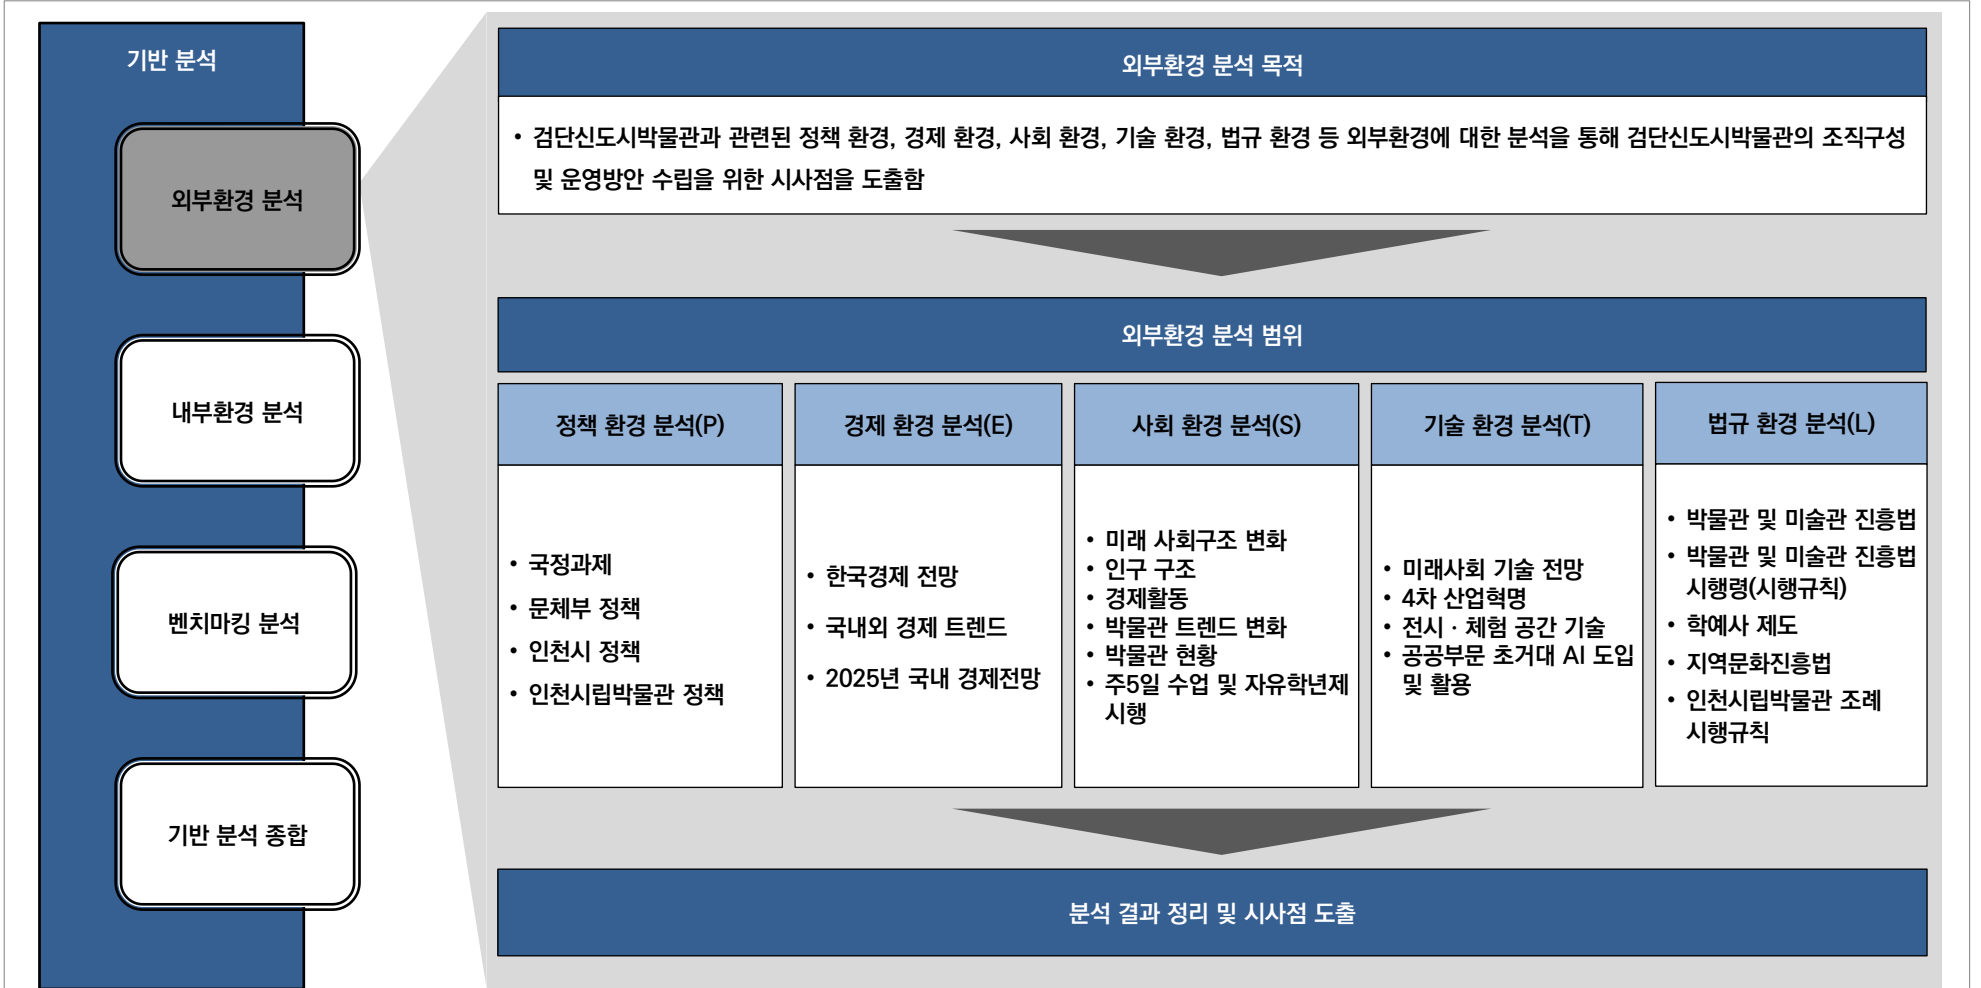 기반 분석
외부환경 분석
내부환경 분석
벤치마킹 분석
기반 분석 종합
외부환경 분석 목적
• 검단신도시박물관과 관련된 정책 환경, 경제 환경, 사회 환경, 기술 환경, 법규 환경 등 외부환경에 대한 분석을 통해 검단신도시박물관의 조직구성
및 운영방안 수립을 위한 시사점을 도출함
외부환경 분석 범위
정책 환경 분석(P)
• 국정과제
• 문체부 정책
• 인천시 정책
• 인천시립박물관 정책
경제 환경 분석(E)
• 한국경제 전망
• 국내외 경제 트렌드
• 2025년 국내 경제전망
사회 환경 분석(S)
• 미래 사회구조 변화
• 인구 구조
• 경제활동
• 박물관 트렌드 변화
• 박물관 현황
• 주5일 수업 및 자유학년제
시행
기술 환경 분석(T)
• 미래사회 기술 전망
• 4차 산업혁명
• 전시 · 체험 공간 기술
• 공공부문 초거대 AI 도입
및 활용
법규 환경 분석(L)
• 박물관 및 미술관 진흥법
• 박물관 및 미술관 진흥법
시행령(시행규칙)
• 학예사 제도
• 지역문화진흥법
• 인천시립박물관 조례
시행규칙
분석 결과 정리 및 시사점 도출